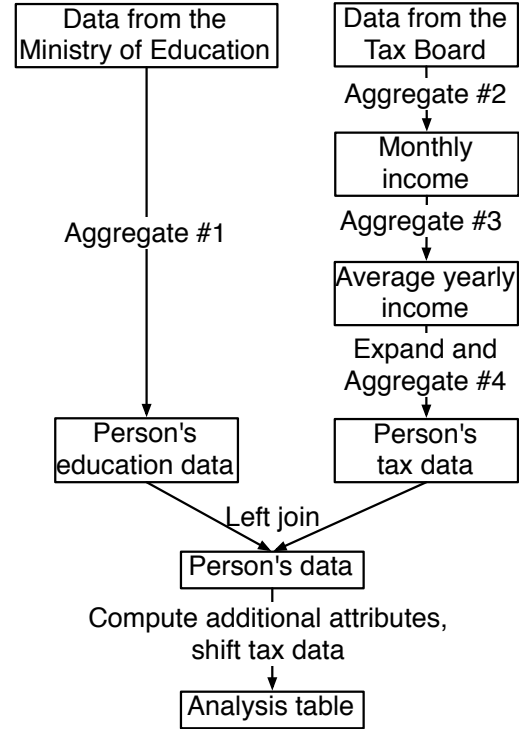 Data from the
Ministry of Education
Data from the
Tax Board
Aggregate #2
Monthly
income
Aggregate #1
Aggregate #3
Average yearly
income
Expand and
Aggregate #4
Person's
education data
Person's
tax data
Left join
Person's data
Compute additional attributes,
shift tax data
Analysis table